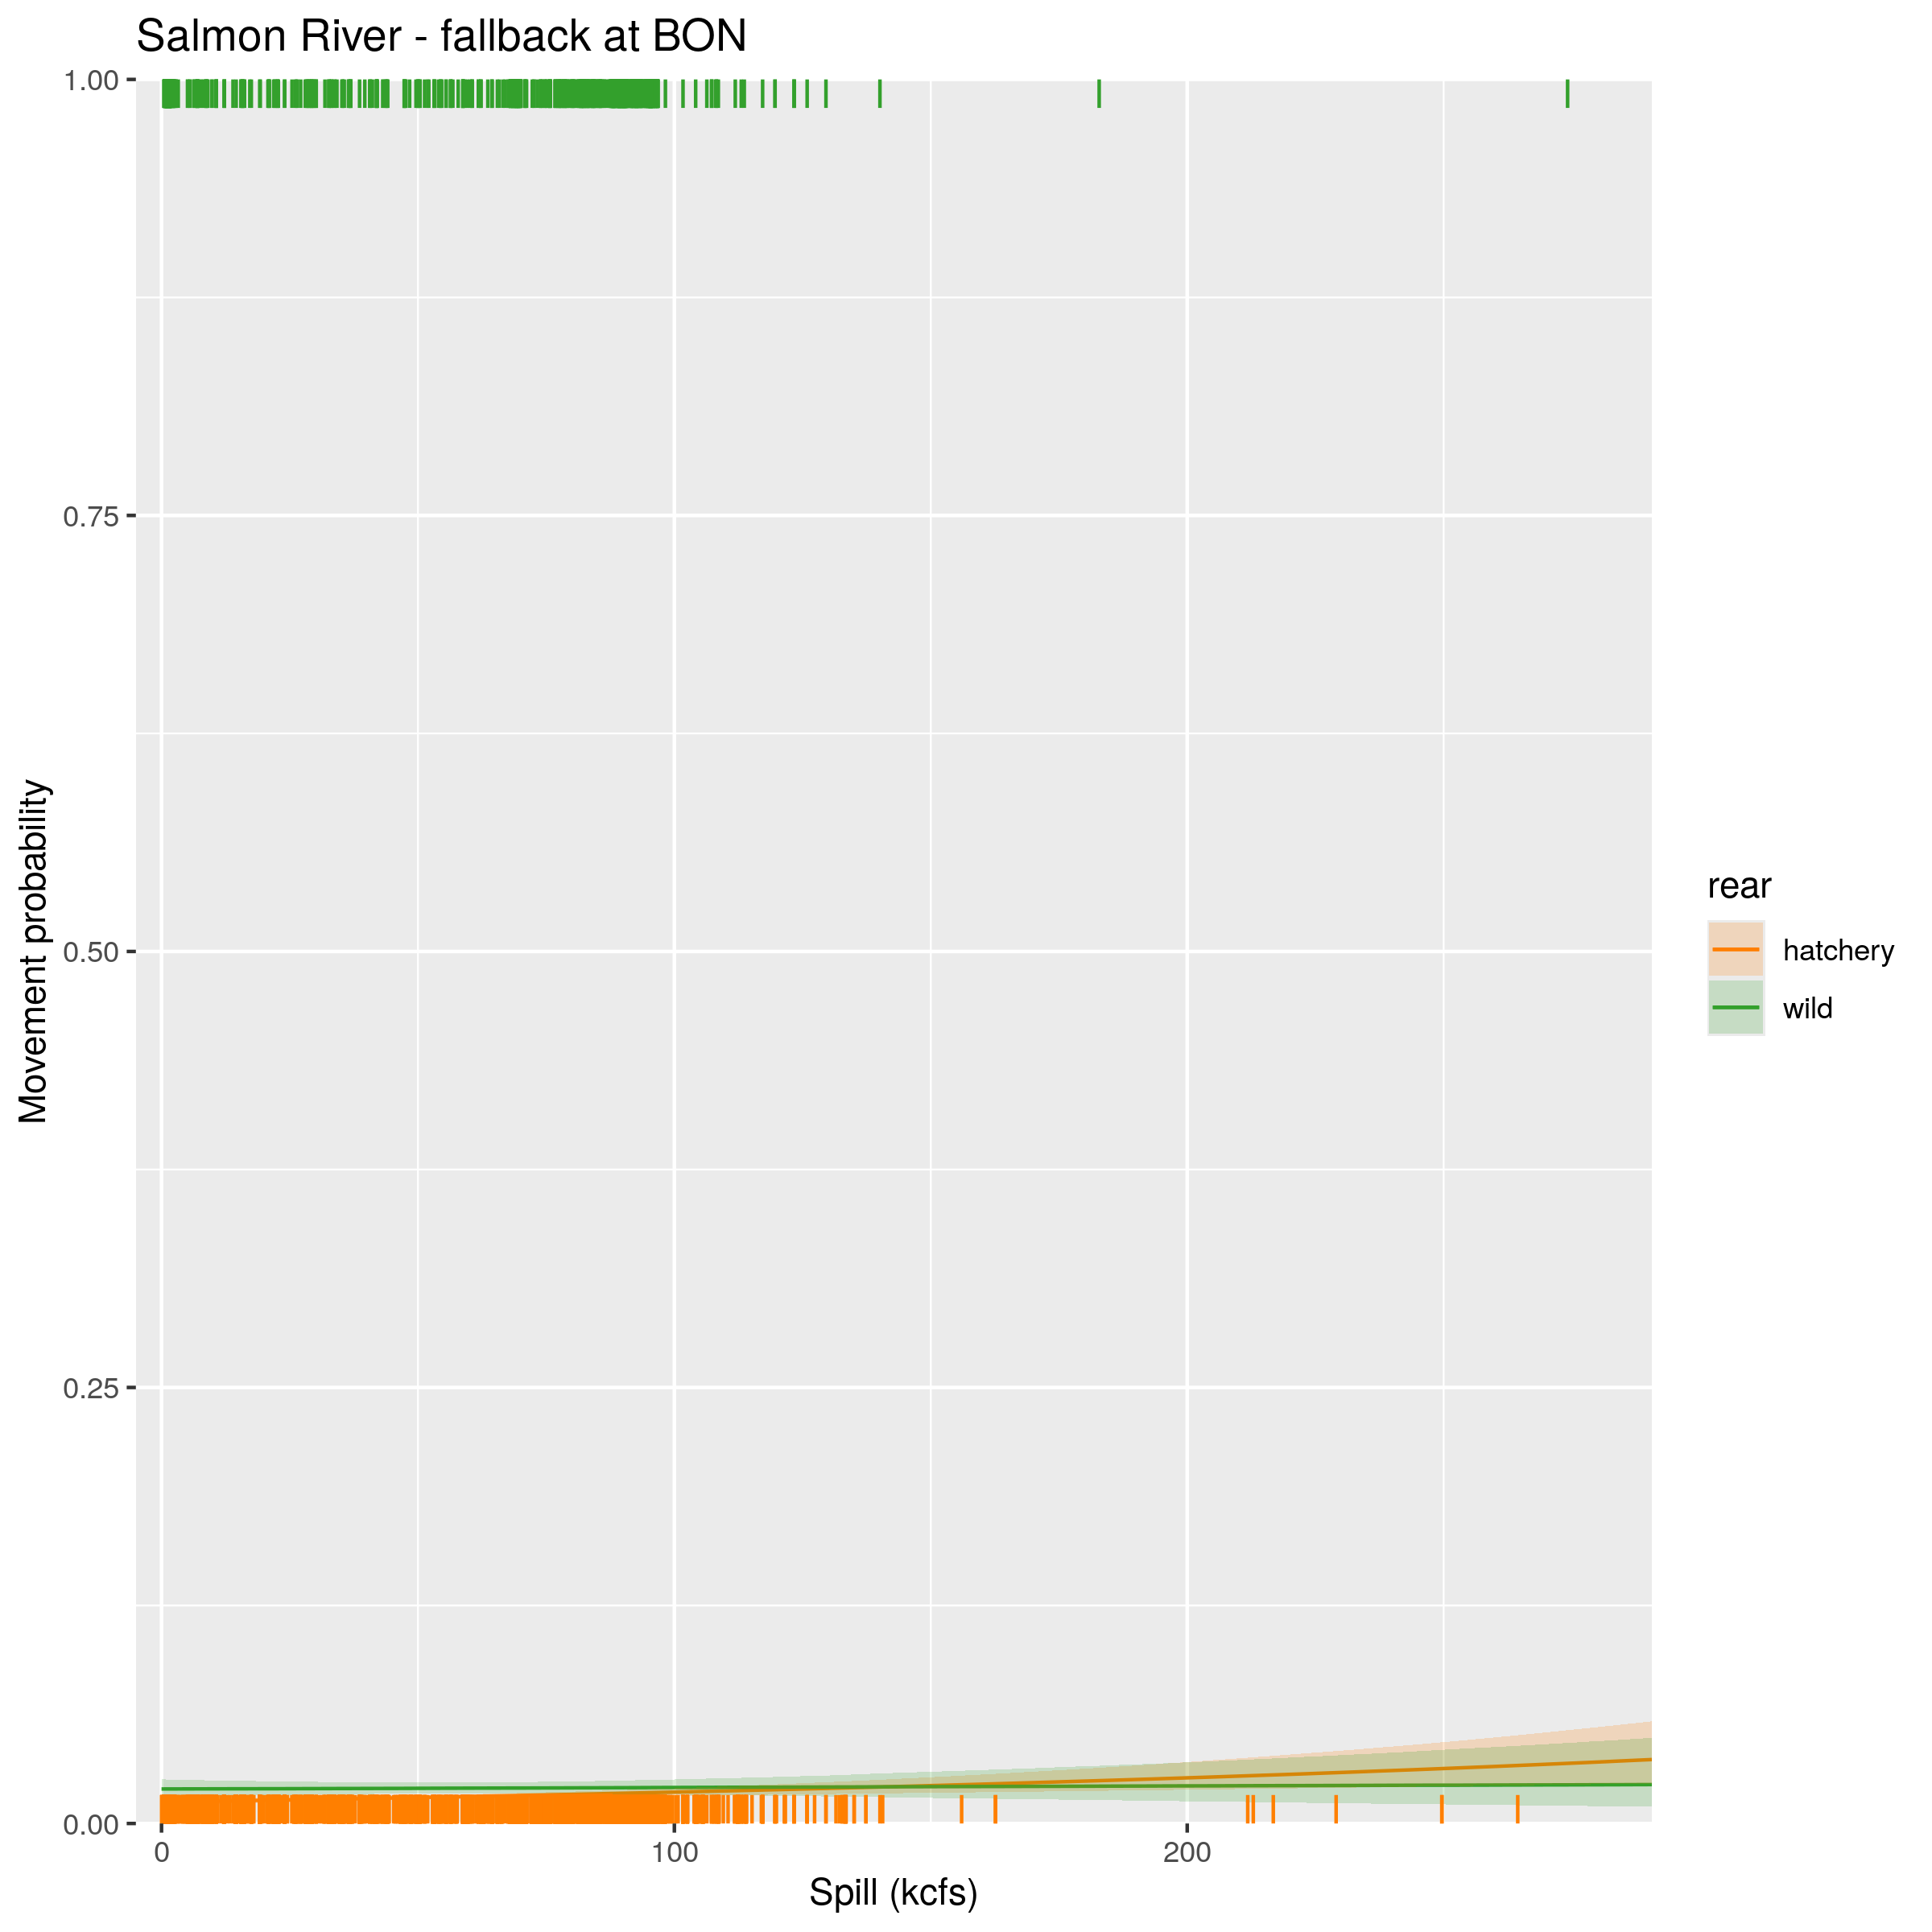 Salmon River - fallback at BON
1.00
0.75
0.50
0.25
0.00
0
100
200
Spill (kcfs)
Movement probability
rear
hatchery
wild